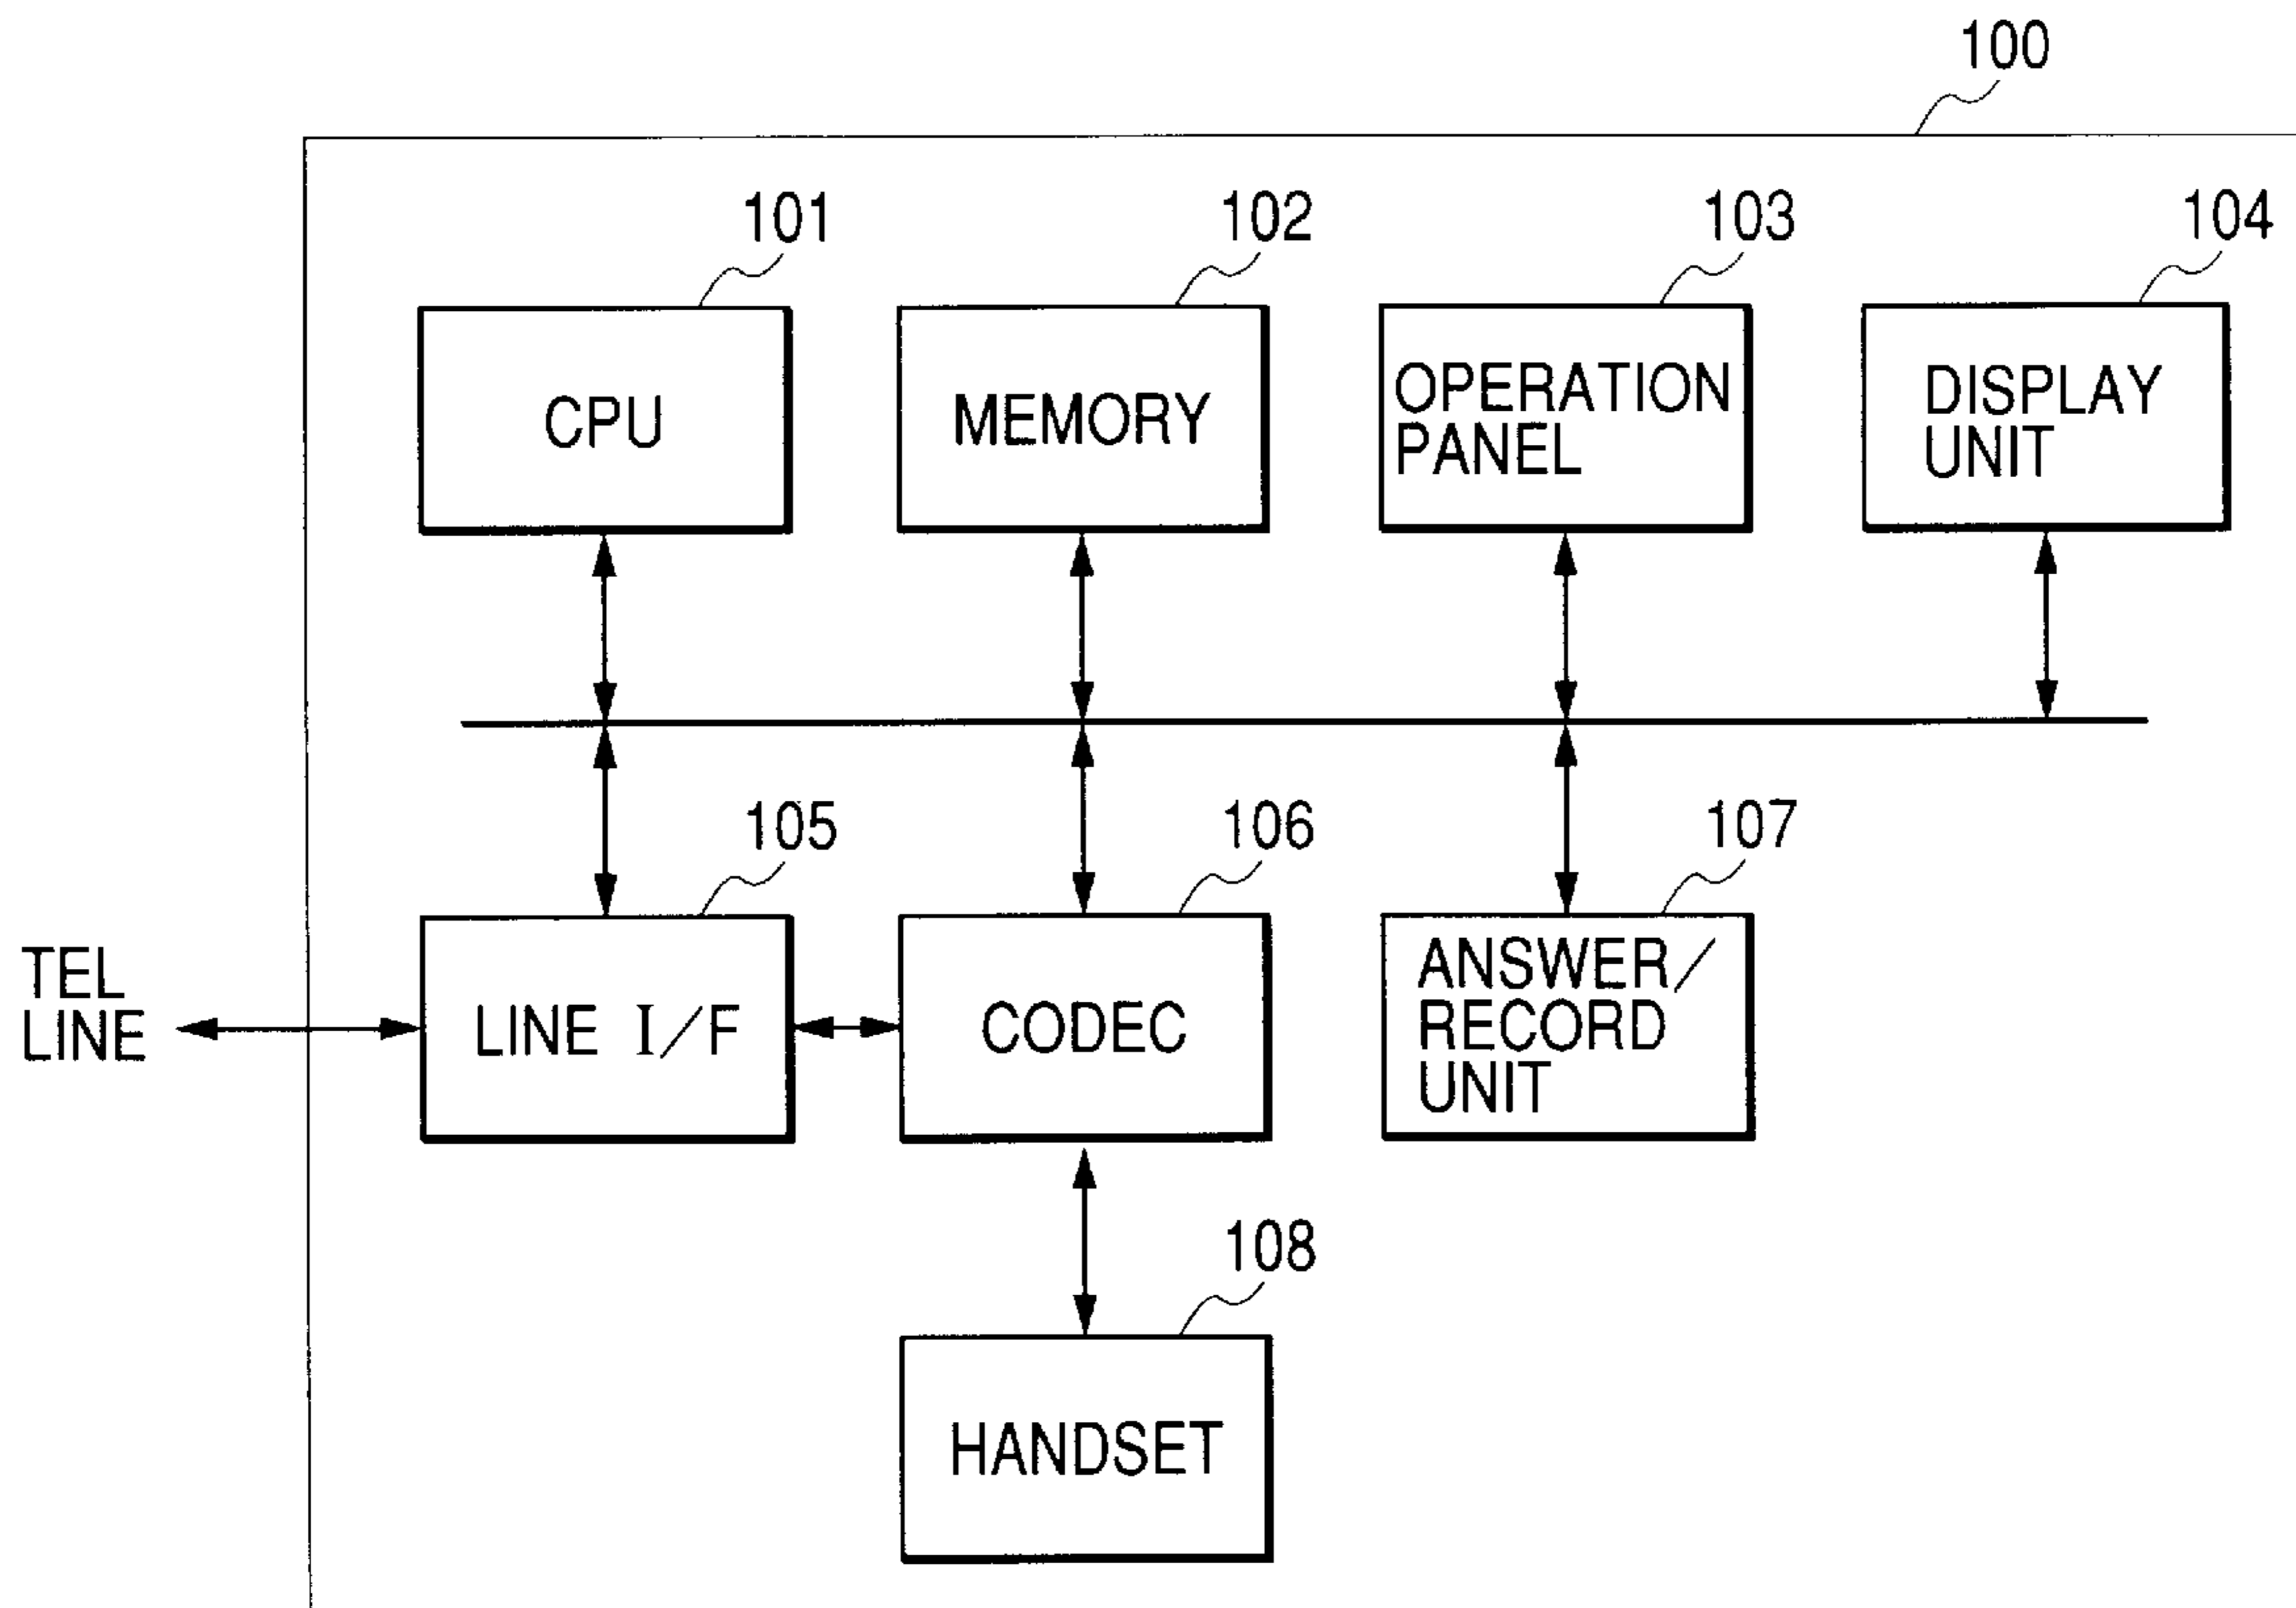 100
101
102
103
104
CPU
MEMORY
OPERATION
PANEL
DISPLAY
UNIT
105
106
107
TEL
LINE
LINE I/F
CODEC
ANSWER/
RECORD
UNIT
108
HANDSET